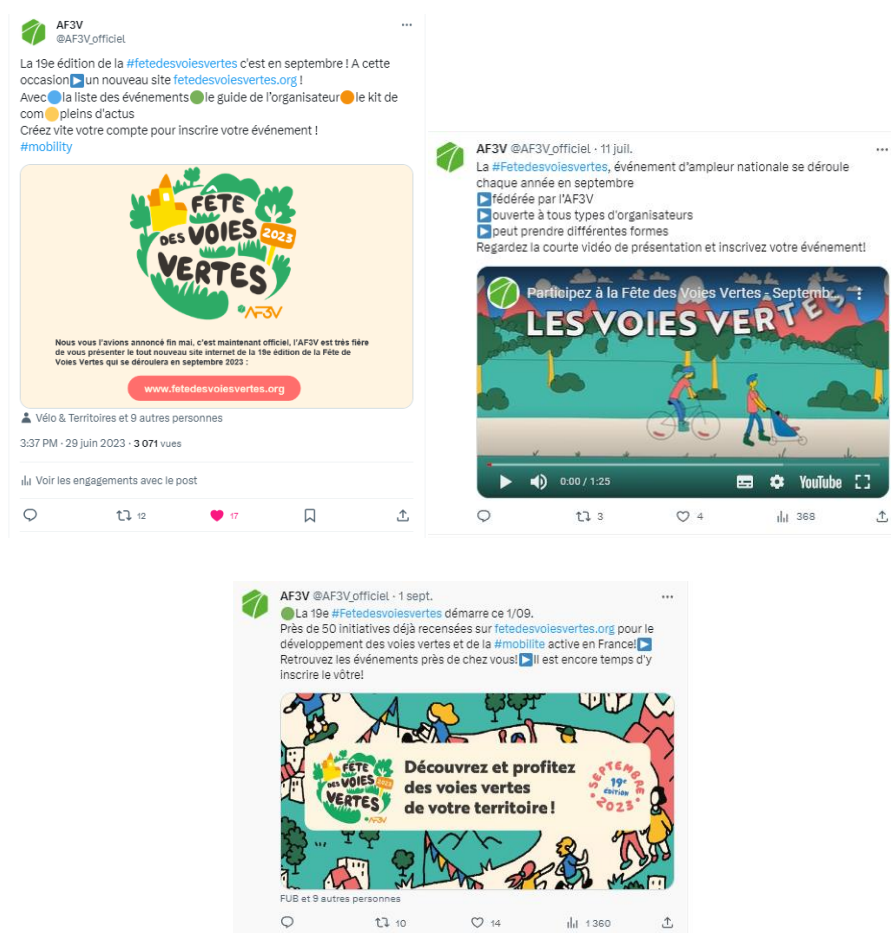 AF3V
@AF3V_officiel
La 19e édition de la #fetedesvoiesvertes c'est en septembre ! A cette
occasion▶un nouveau site fetedesvoiesvertes.org !
Avec🔵la liste des événements🟢le guide de l'organisateur🟠le kit de
com🟡pleins d'actus
Créez vite votre compte pour inscrire votre événement !
#mobility
FÊTE
DES VOIES
2023
VERTES
AF3V
Nous vous l'avions annoncé fin mai, c'est maintenant officiel, l'AF3V est très fière
de vous présenter le tout nouveau site internet de la 19e édition de la Fête de
Voies Vertes qui se déroulera en septembre 2023 :
www.fetedesvoiesvertes.org
Vélo & Territoires et 9 autres personnes
3:37 PM · 29 juin 2023 · 3 071 vues
Voir les engagements avec le post
12
17
AF3V @AF3V_officiel · 11 juil.
La #Fetedesvoiesvertes, événement d'ampleur nationale se déroule
chaque année en septembre
▶fédérée par l'AF3V
▶ouverte à tous types d'organisateurs
▶peut prendre différentes formes
Regardez la courte vidéo de présentation et inscrivez votre événement!
Participez à la Fête des Voies Vertes - Septemb...
LES VOIES VERTES
0:00 / 1:25
YouTube
3
4
368
AF3V @AF3V_officiel · 1 sept.
🟢La 19e #Fetedesvoiesvertes démarre ce 1/09.
Près de 50 initiatives déjà recensées sur fetedesvoiesvertes.org pour le
développement des voies vertes et de la #mobilite active en France!▶
Retrouvez les événements près de chez vous!▶Il est encore temps d'y
inscrire le vôtre!
FÊTE
DES VOIES
2023
VERTES
AF3V
Découvrez et profitez
des voies vertes
de votre territoire !
SEPTEMBRE
19e
édition
2023
FUB et 9 autres personnes
10
14
1 360